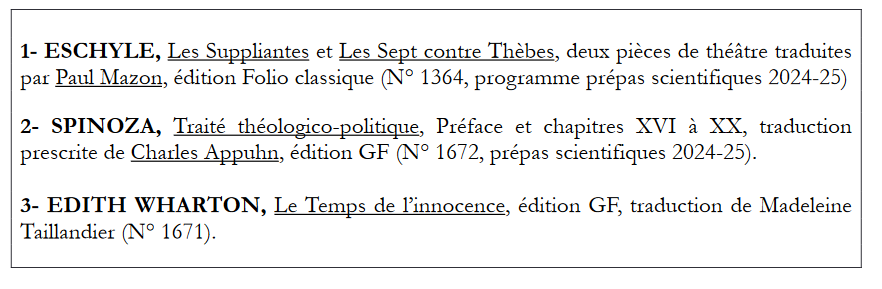 1- ESCHYLE, Les Suppliantes et Les Sept contre Thèbes, deux pièces de théâtre traduites
par Paul Mazon, édition Folio classique (N° 1364, programme prépas scientifiques 2024-25)
2- SPINOZA, Traité théologico-politique, Préface et chapitres XVI à XX, traduction
prescrite de Charles Appuhn, édition GF (N° 1672, prépas scientifiques 2024-25).
3- EDITH WHARTON, Le Temps de l’innocence, édition GF, traduction de Madeleine
Taillandier (N° 1671).